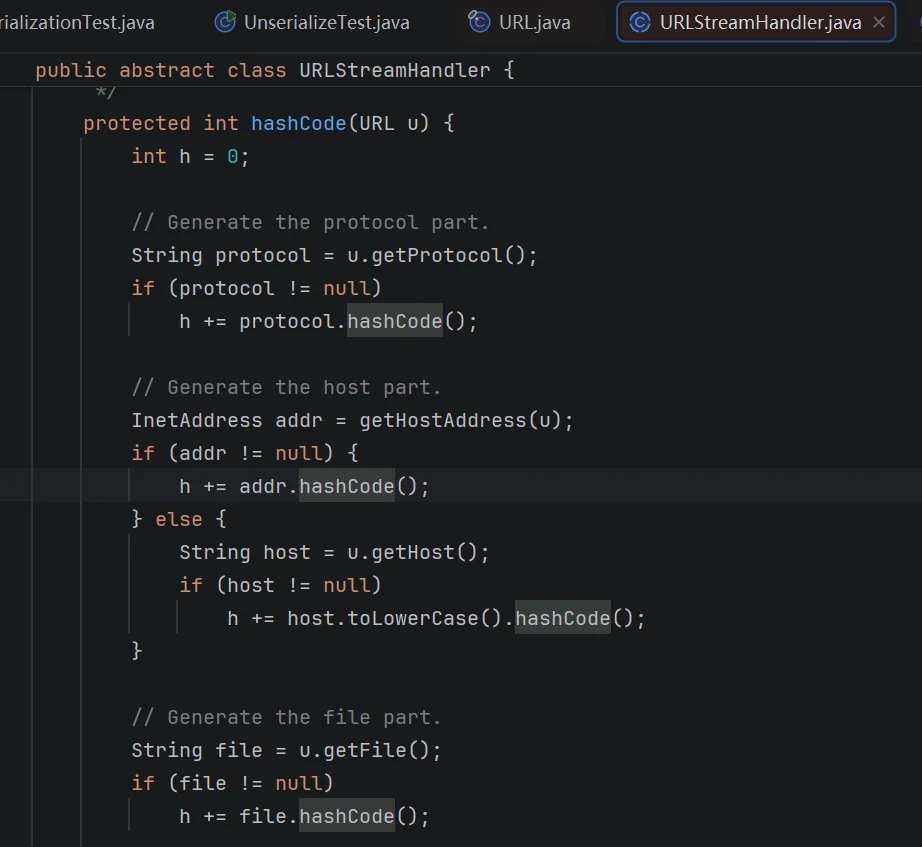 rializationTest.java UnserializeTest.java URL.java URLStreamHandler.java
public abstract class URLStreamHandler {
*/
protected int hashCode(URL u) {
int h = 0;
// Generate the protocol part.
String protocol = u.getProtocol();
if (protocol != null)
h += protocol.hashCode();
// Generate the host part.
InetAddress addr = getHostAddress(u);
if (addr != null) {
h += addr.hashCode();
} else {
String host = u.getHost();
if (host != null)
h += host.toLowerCase().hashCode();
}
// Generate the file part.
String file = u.getFile();
if (file != null)
h += file.hashCode();